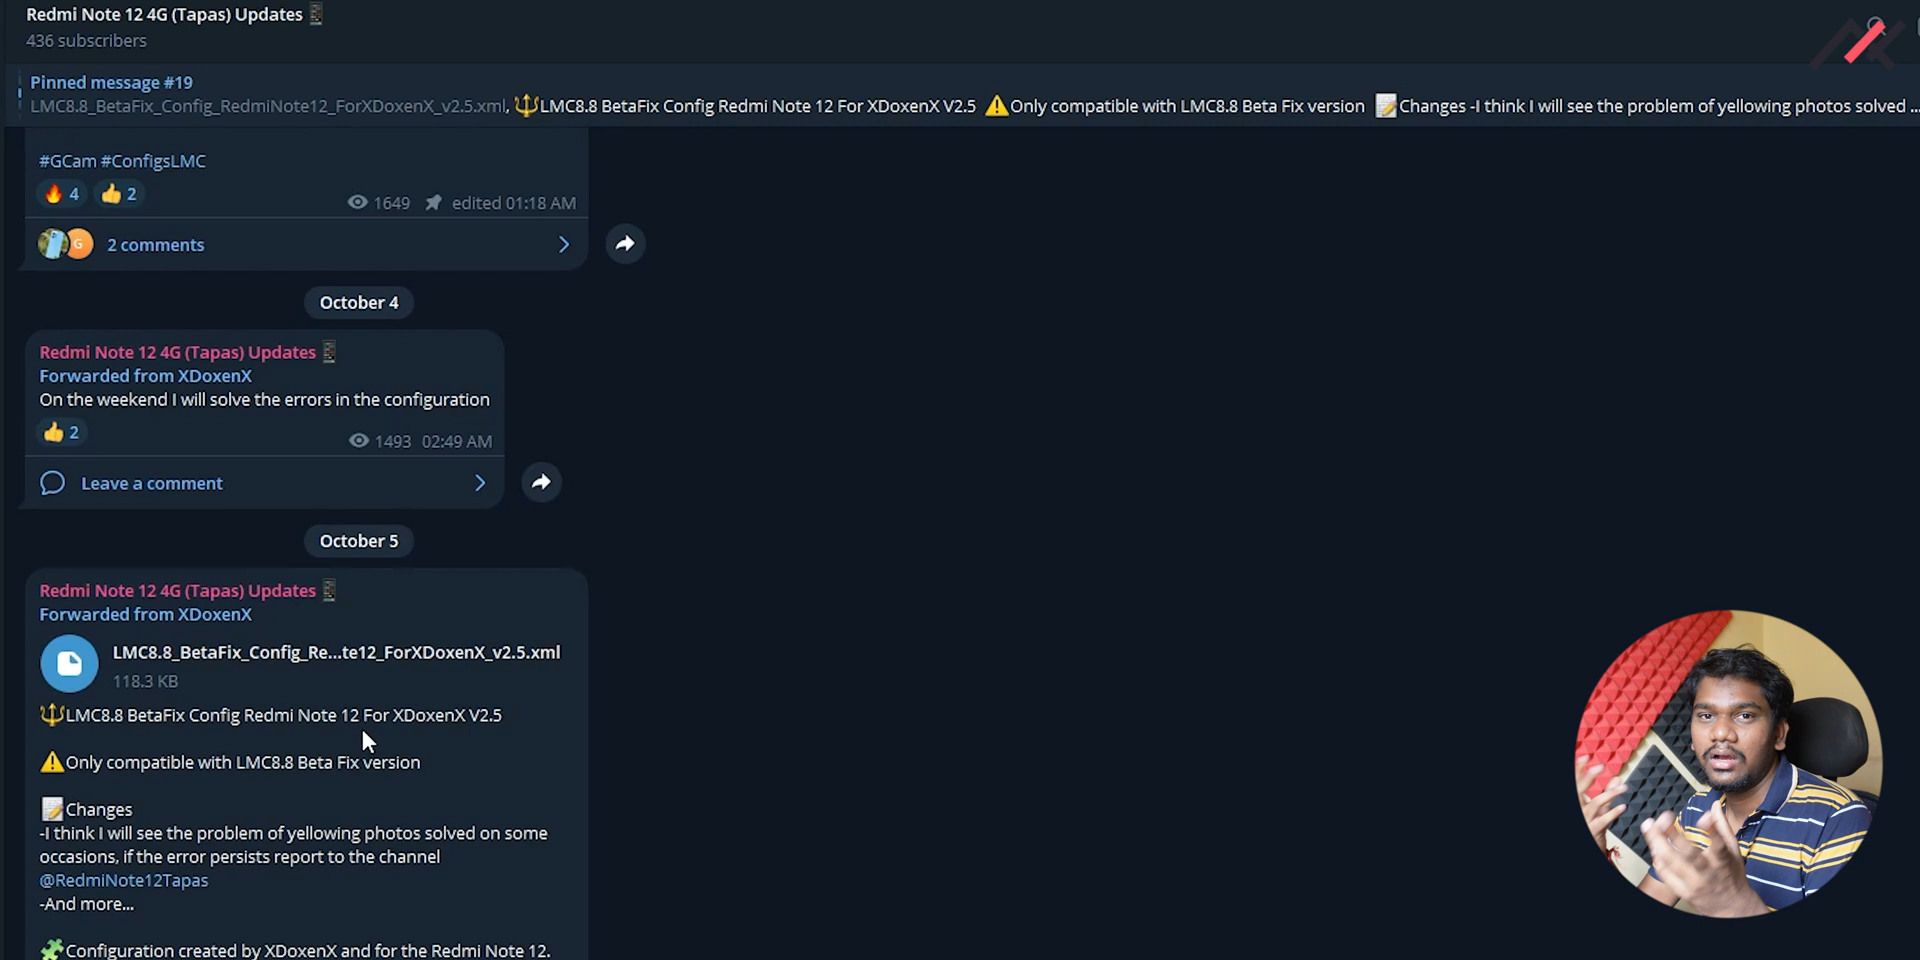 Redmi Note 12 4G (Tapas) Updates 📱
436 subscribers
Pinned message #19
LMC8.8_BetaFix_Config_RedmiNote12_ForXDoxenX_v2.5.xml, 🔱LMC8.8 BetaFix Config Redmi Note 12 For XDoxenX V2.5 ⚠️Only compatible with LMC8.8 Beta Fix version 📝Changes -I think I will see the problem of yellowing photos solved ...
#GCam #ConfigsLMC
🔥 4 👍 2 1649 edited 01:18 AM
G 2 comments
October 4
Redmi Note 12 4G (Tapas) Updates 📱
Forwarded from XDoxenX
On the weekend I will solve the errors in the configuration
👍 2 1493 02:49 AM
Leave a comment
October 5
Redmi Note 12 4G (Tapas) Updates 📱
Forwarded from XDoxenX
LMC8.8_BetaFix_Config_Re...te12_ForXDoxenX_v2.5.xml
118.3 KB
🔱LMC8.8 BetaFix Config Redmi Note 12 For XDoxenX V2.5
⚠️Only compatible with LMC8.8 Beta Fix version
📝Changes
-I think I will see the problem of yellowing photos solved on some
occasions, if the error persists report to the channel
@RedmiNote12Tapas
-And more...
🧩Configuration created by XDoxenX and for the Redmi Note 12.